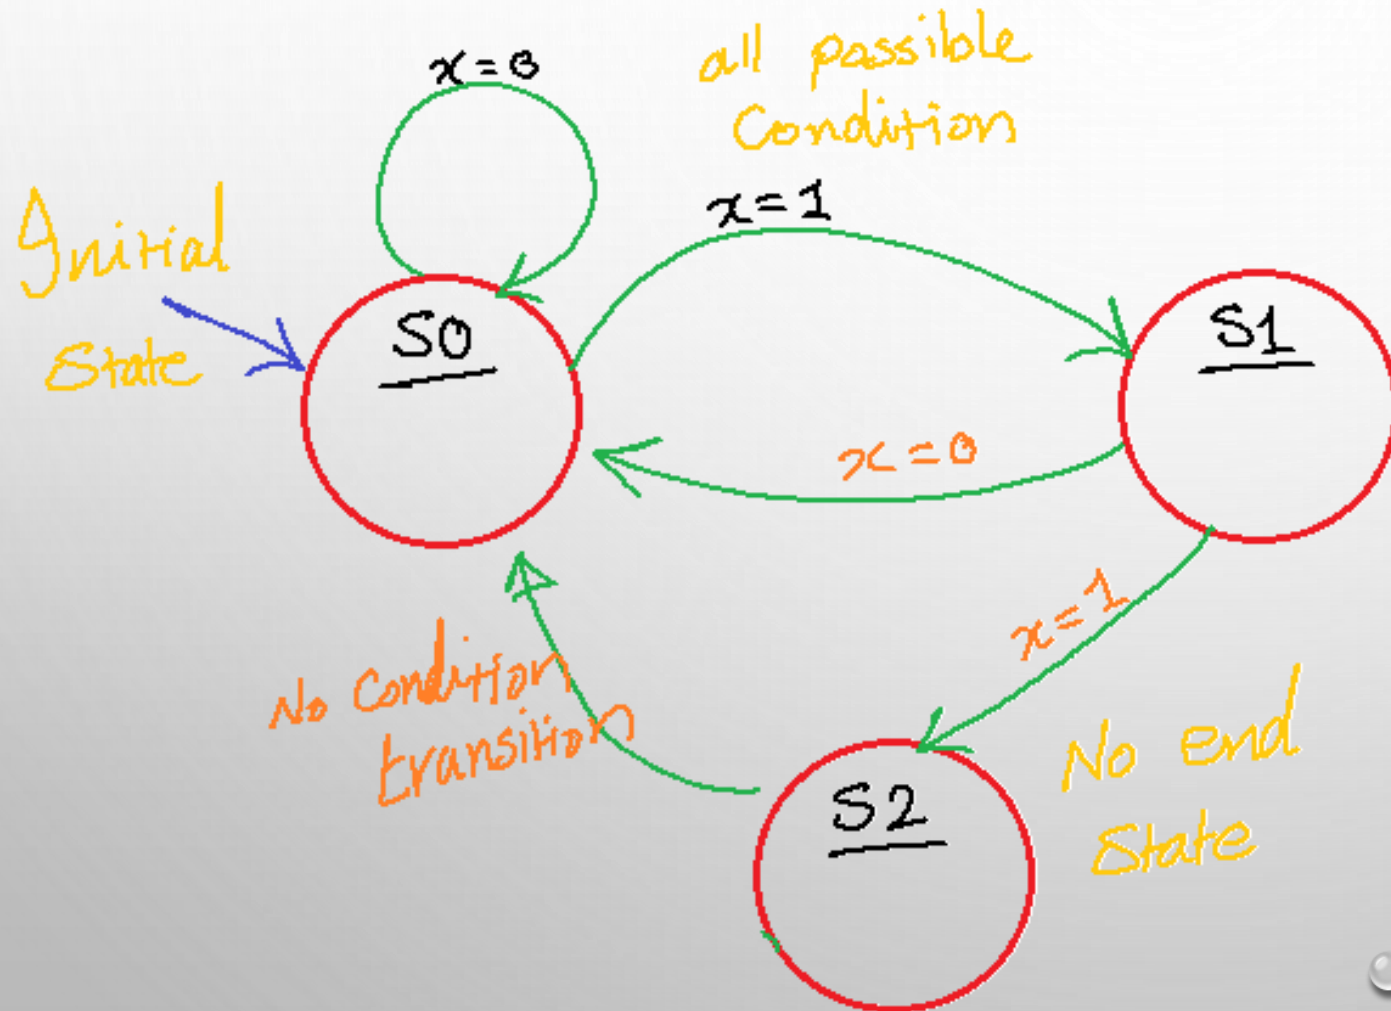 x=0
all possible
Condition
x=1
Initial
State
S0
S1
x=0
x=1
No Condition
transition
No end
State
S2